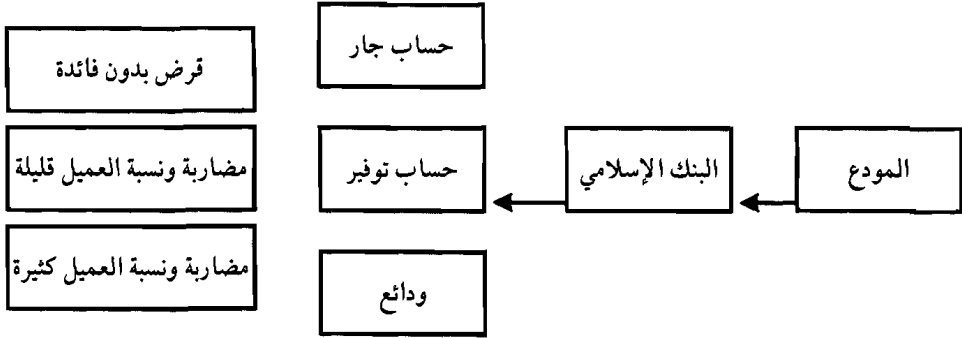 المودع
البنك الإسلامي
حساب جار
حساب توفير
ودائع
قرض بدون فائدة
مضاربة ونسبة العميل قليلة
مضاربة ونسبة العميل كثيرة